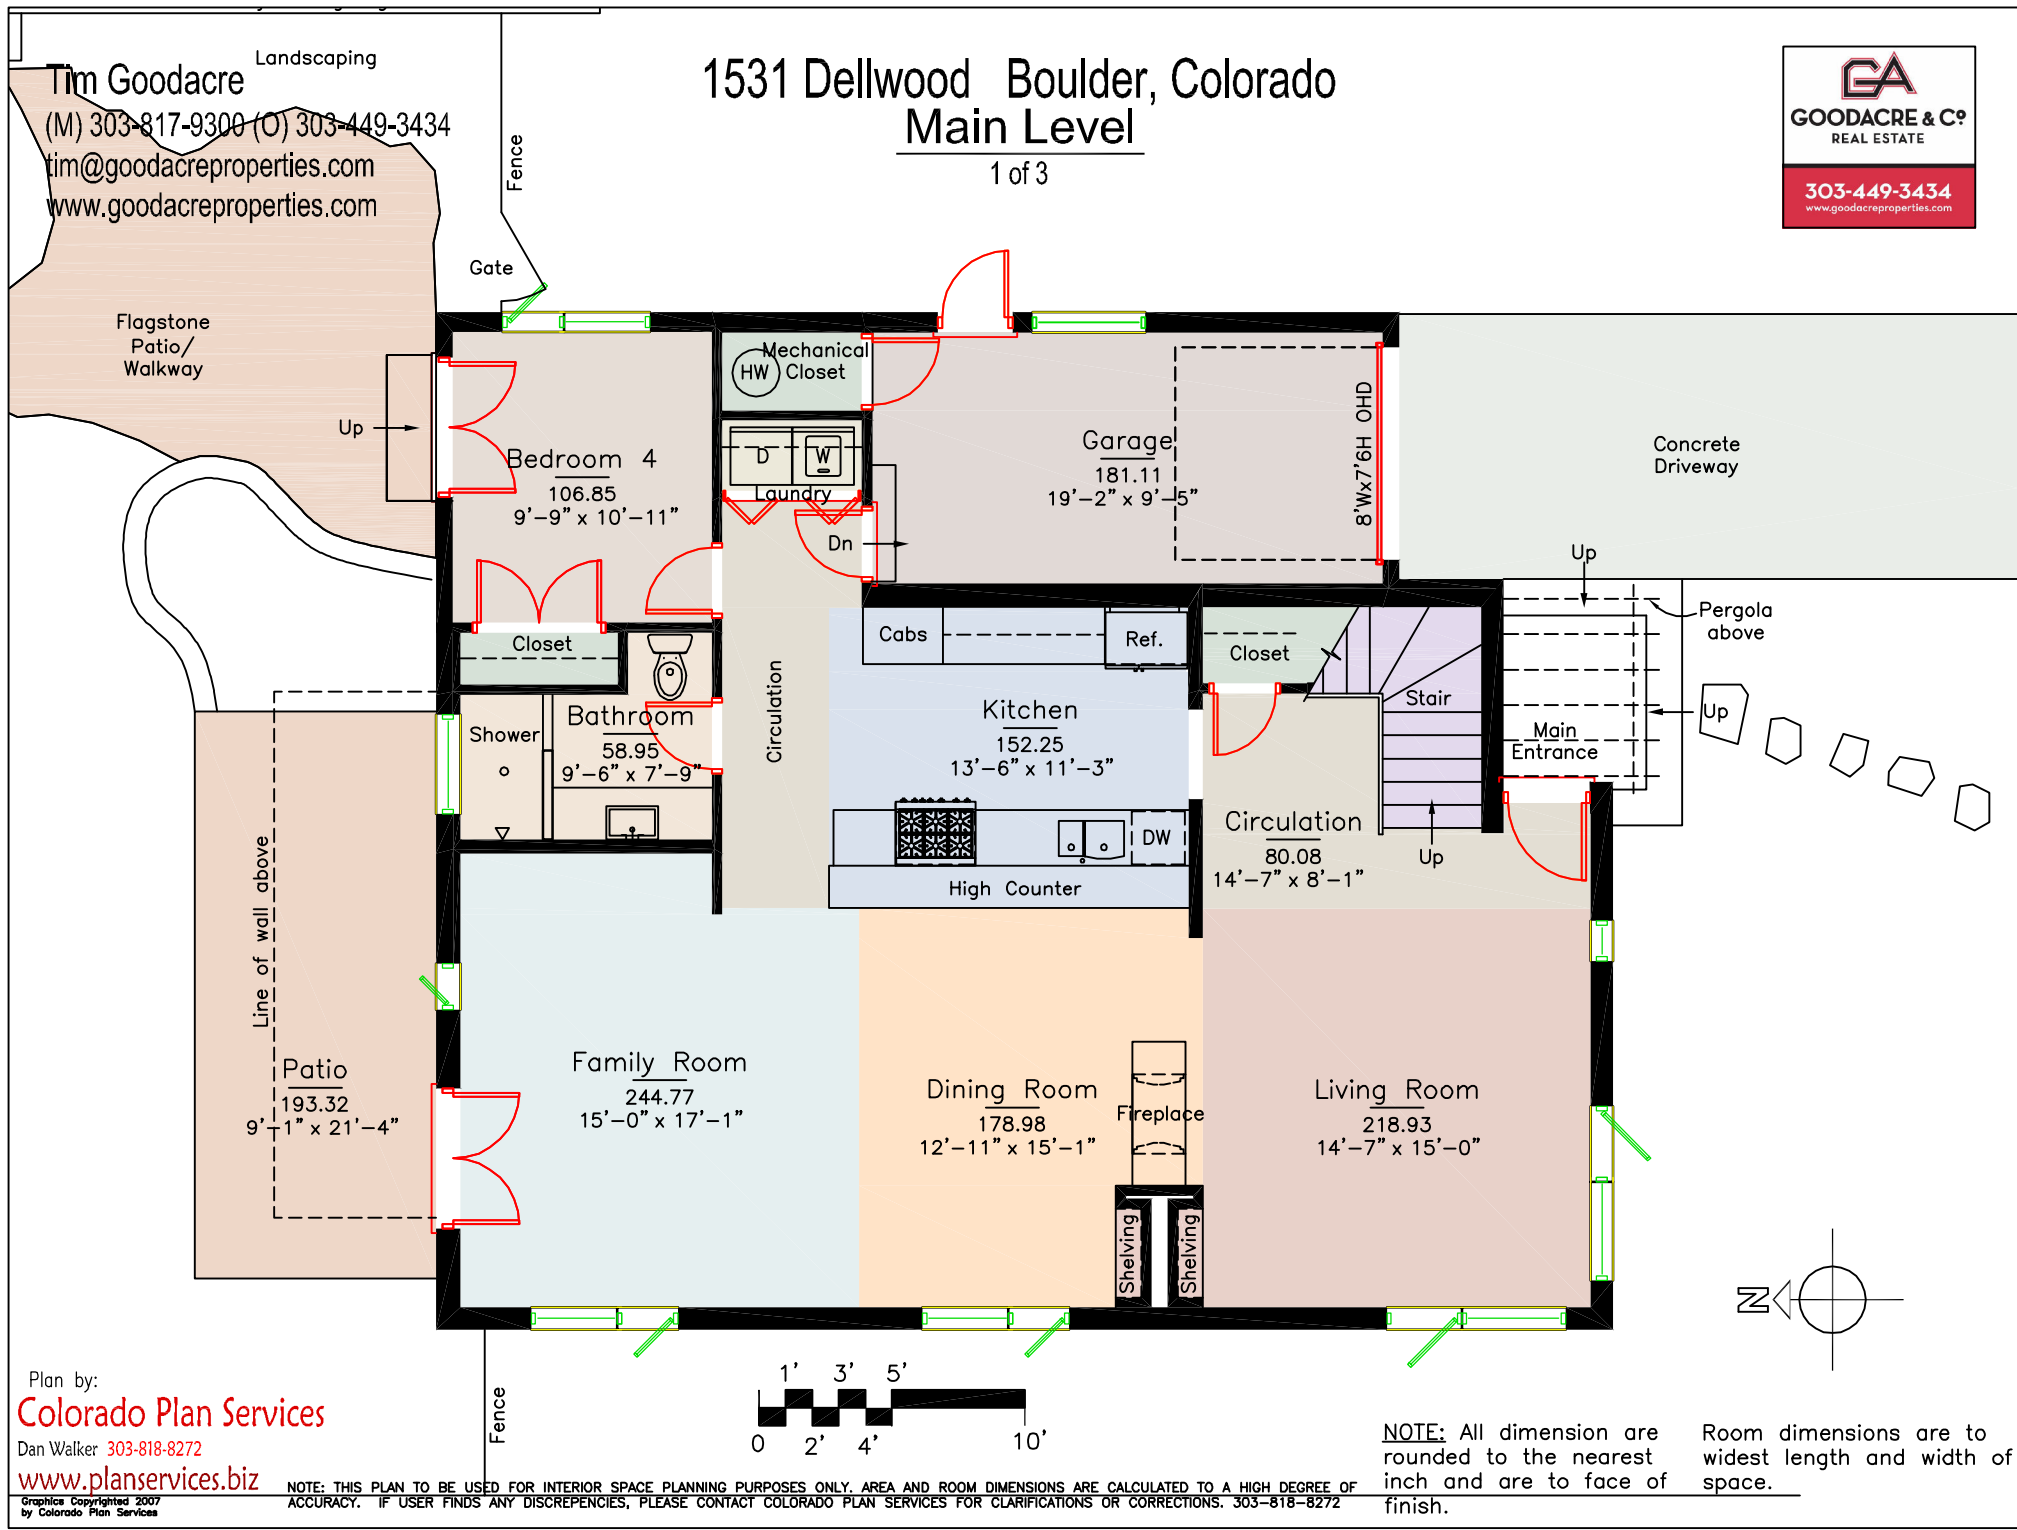 Landscaping
Tim Goodacre
(M) 303-817-9300 (O) 303-449-3434
tim@goodacreproperties.com
www.goodacreproperties.com
1531 Dellwood Boulder, Colorado
Main Level
1 of 3
GA
GOODACRE & Cº
REAL ESTATE
303-449-3434
www.goodacreproperties.com
Fence
Gate
Flagstone
Patio/
Walkway
Up
Bedroom 4
106.85
9'-9" x 10'-11"
Mechanical
Closet
HW
D
W
Laundry
Dn
Garage
181.11
19'-2" x 9'-5"
8'Wx7'6H OHD
Concrete
Driveway
Up
Pergola
above
Up
Main
Entrance
Closet
Shower
Bathroom
58.95
9'-6" x 7'-9"
Circulation
Cabs
Ref.
Kitchen
152.25
13'-6" x 11'-3"
DW
High Counter
Closet
Stair
Up
Circulation
80.08
14'-7" x 8'-1"
Line of wall above
Patio
193.32
9'-1" x 21'-4"
Family Room
244.77
15'-0" x 17'-1"
Dining Room
178.98
12'-11" x 15'-1"
Fireplace
Living Room
218.93
14'-7" x 15'-0"
Shelving
Shelving
N
Fence
1' 3' 5'
0 2' 4' 10'
Plan by:
Colorado Plan Services
Dan Walker 303-818-8272
www.planservices.biz
Graphics Copyrighted 2007
by Colorado Plan Services
NOTE: THIS PLAN TO BE USED FOR INTERIOR SPACE PLANNING PURPOSES ONLY. AREA AND ROOM DIMENSIONS ARE CALCULATED TO A HIGH DEGREE OF
ACCURACY. IF USER FINDS ANY DISCREPENCIES, PLEASE CONTACT COLORADO PLAN SERVICES FOR CLARIFICATIONS OR CORRECTIONS. 303-818-8272
NOTE: All dimension are
rounded to the nearest
inch and are to face of
finish.
Room dimensions are to
widest length and width of
space.